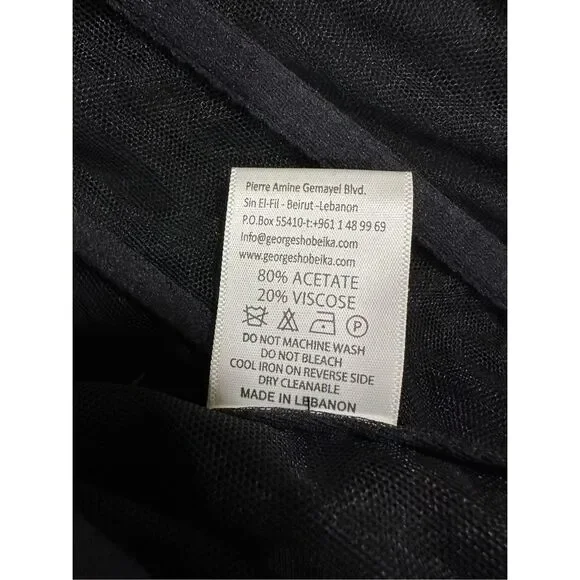 Pierre Amine Gemayel Blvd.
Sin El-Fil - Beirut -Lebanon
P.O.Box 55410-t:+961 1 48 99 69
Info@georgeshobeika.com
www.georgeshobeika.com
80% ACETATE
20% VISCOSE
P
DO NOT MACHINE WASH
DO NOT BLEACH
COOL IRON ON REVERSE SIDE
DRY CLEANABLE
MADE IN LEBANON